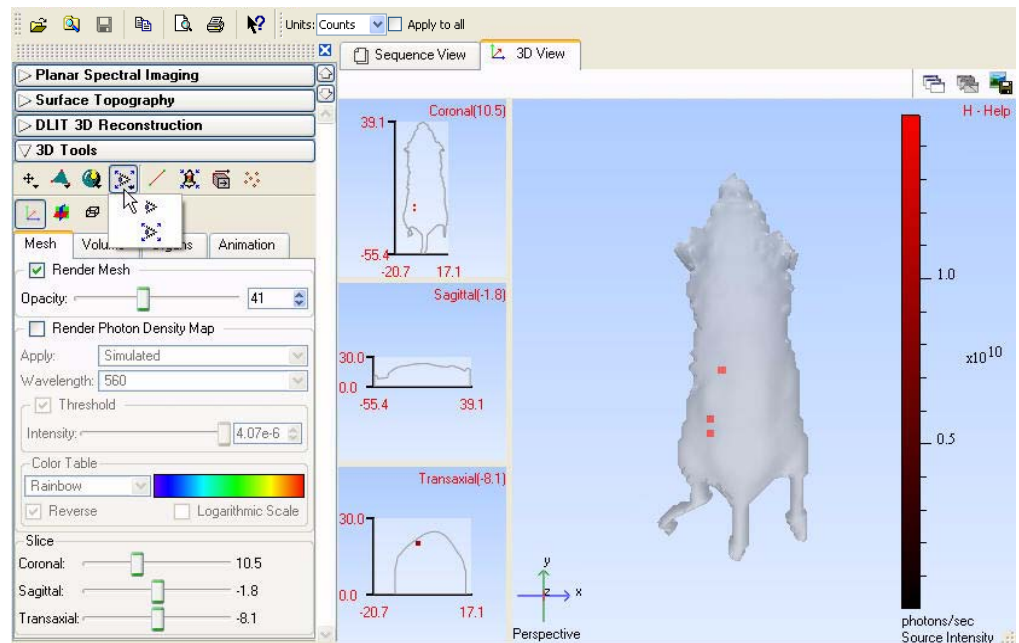 Units: Counts Apply to all
Planar Spectral Imaging
Surface Topography
DLIT 3D Reconstruction
3D Tools
Mesh Animation
Render Mesh
Opacity: 41
Render Photon Density Map
Apply: Simulated
Wavelength: 560
Threshold
Intensity: 4.07e-6
Color Table
Rainbow
Reverse Logarithmic Scale
Slice
Coronal: 10.5
Sagittal: -1.8
Transaxial: -8.1
Sequence View 3D View
Coronal(10.5)
39.1
-55.4
-20.7 17.1
Sagittal(-1.8)
30.0
0.0
-55.4 39.1
Transaxial(-8.1)
30.0
0.0
-20.7 17.1
H - Help
1.0
x10^10
0.5
y
z x
Perspective
photons/sec
Source Intensity